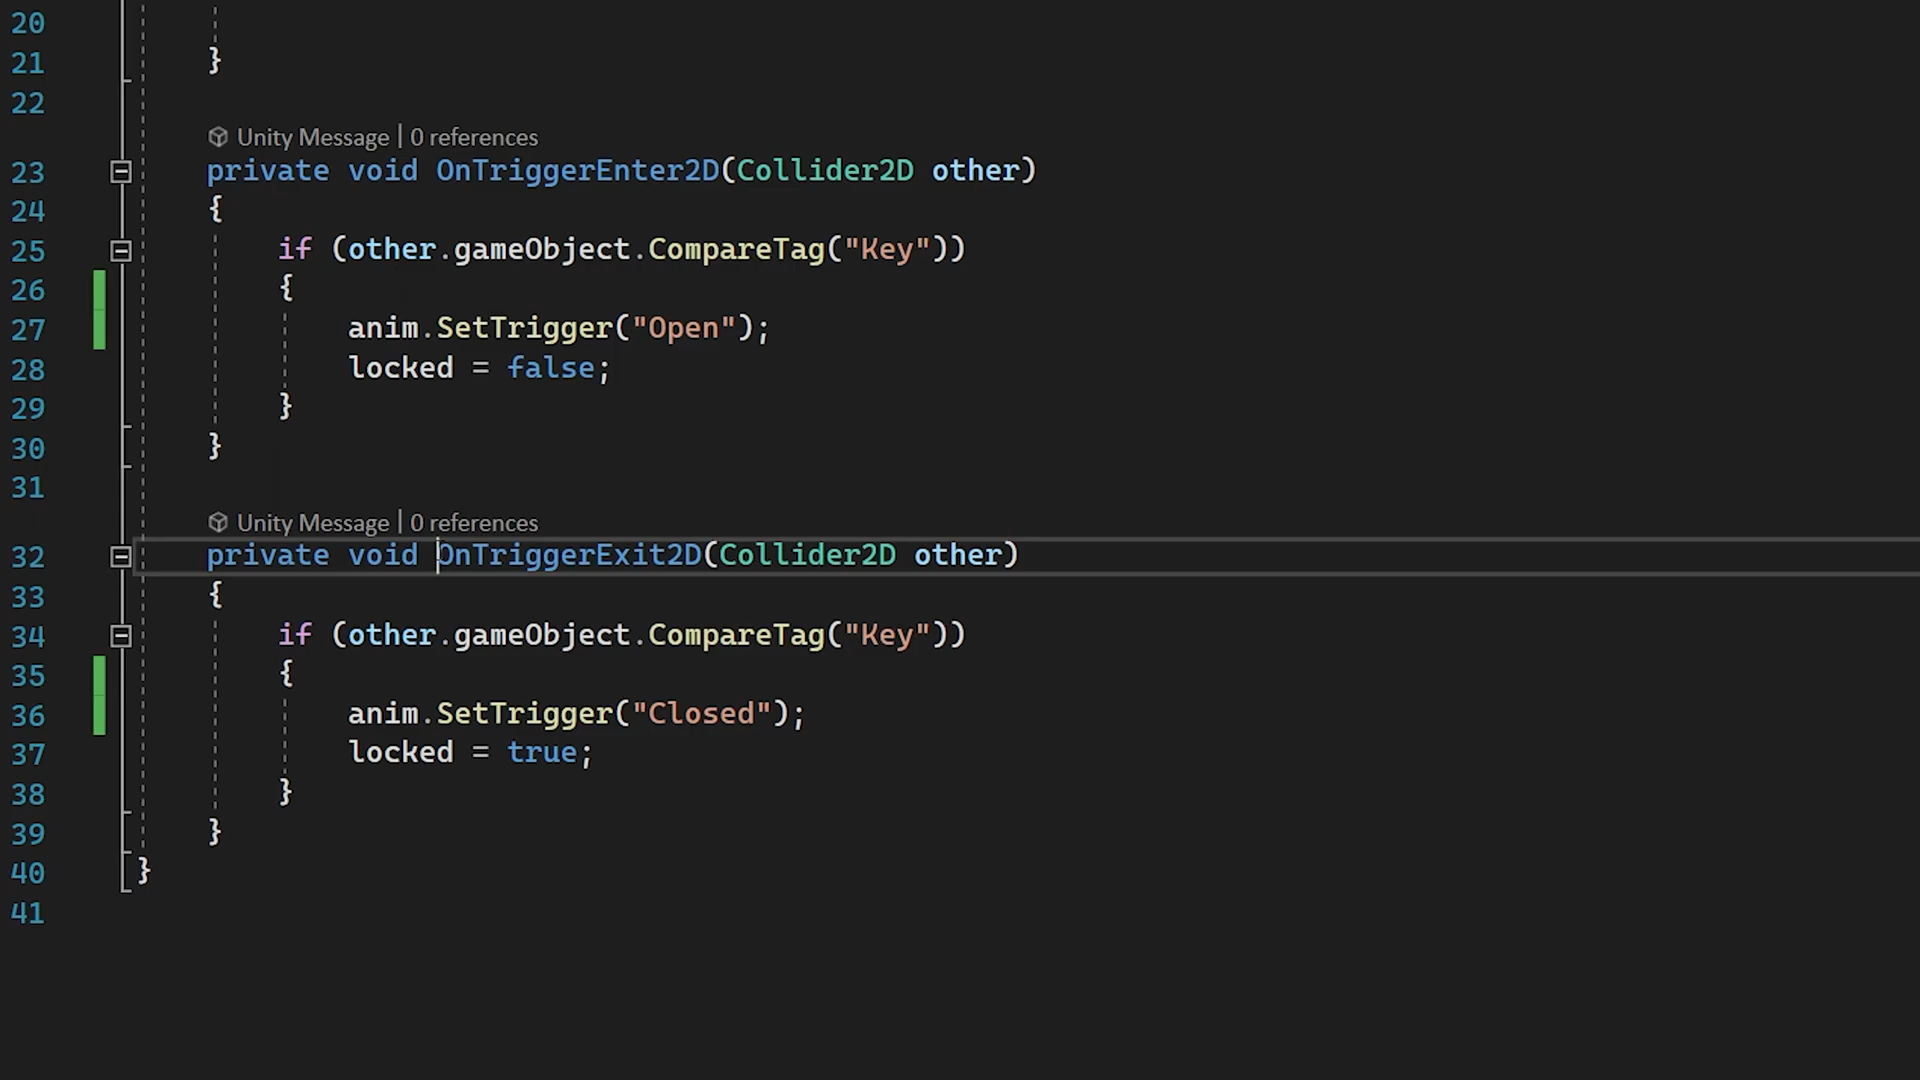 20
21 }
22
Unity Message | 0 references
23 private void OnTriggerEnter2D(Collider2D other)
24 {
25 if (other.gameObject.CompareTag("Key"))
26 {
27 anim.SetTrigger("Open");
28 locked = false;
29 }
30 }
31
Unity Message | 0 references
32 private void OnTriggerExit2D(Collider2D other)
33 {
34 if (other.gameObject.CompareTag("Key"))
35 {
36 anim.SetTrigger("Closed");
37 locked = true;
38 }
39 }
40 }
41